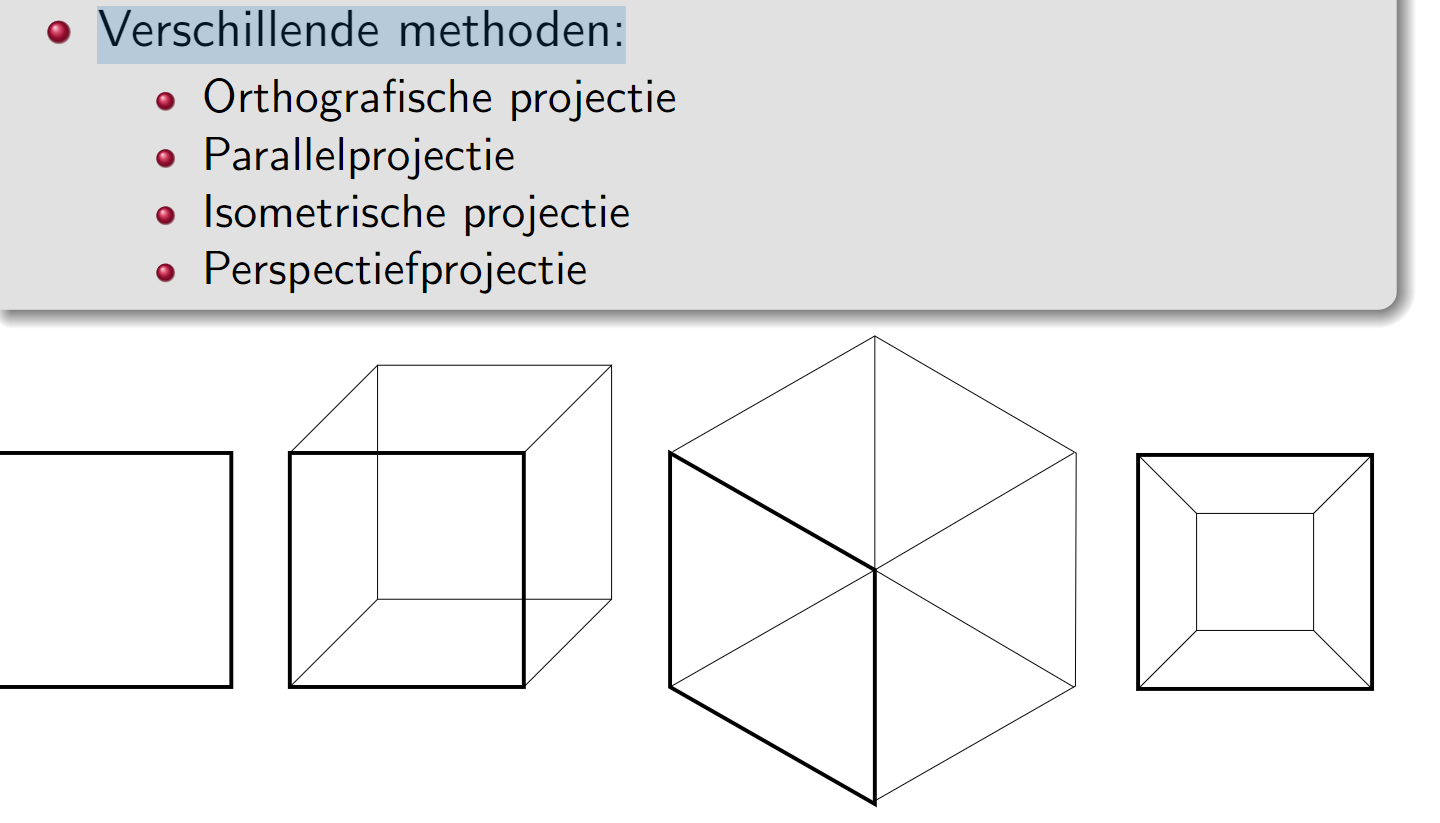 Verschillende methoden:
Orthografische projectie
Parallelprojectie
Isometrische projectie
Perspectiefprojectie